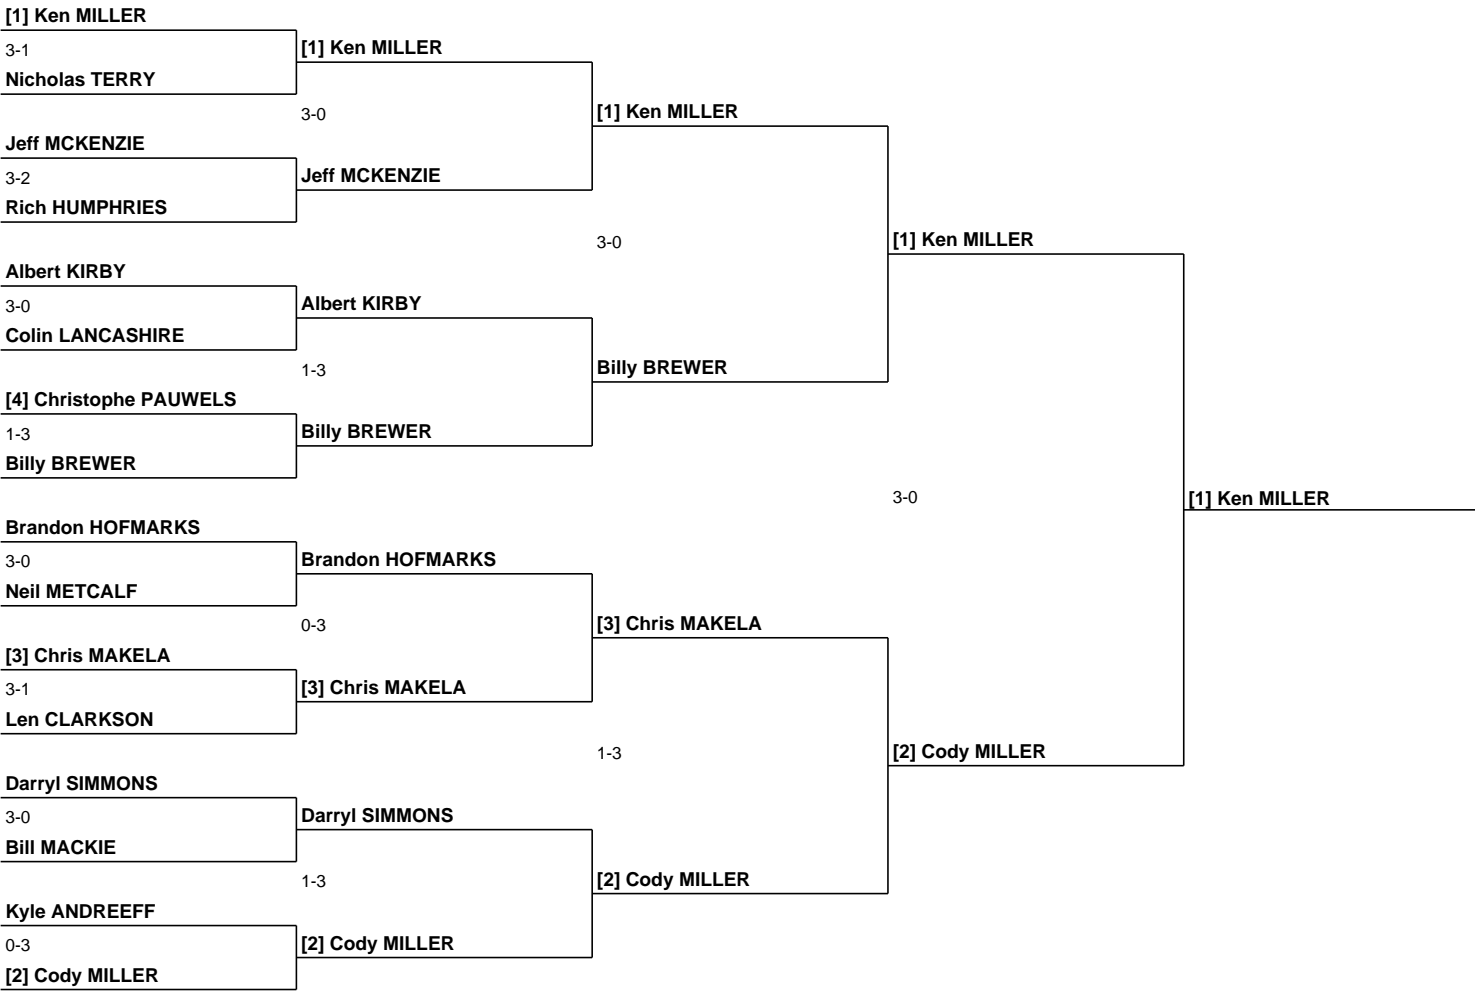 [1] Ken MILLER
3-1
[1] Ken MILLER
Nicholas TERRY
3-0
[1] Ken MILLER
Jeff MCKENZIE
3-2
Jeff MCKENZIE
Rich HUMPHRIES
3-0
[1] Ken MILLER
Albert KIRBY
3-0
Albert KIRBY
Colin LANCASHIRE
1-3
Billy BREWER
[4] Christophe PAUWELS
1-3
Billy BREWER
Billy BREWER
3-0
[1] Ken MILLER
Brandon HOFMARKS
3-0
Brandon HOFMARKS
Neil METCALF
0-3
[3] Chris MAKELA
[3] Chris MAKELA
3-1
[3] Chris MAKELA
Len CLARKSON
1-3
[2] Cody MILLER
Darryl SIMMONS
3-0
Darryl SIMMONS
Bill MACKIE
1-3
[2] Cody MILLER
Kyle ANDREEFF
0-3
[2] Cody MILLER
[2] Cody MILLER